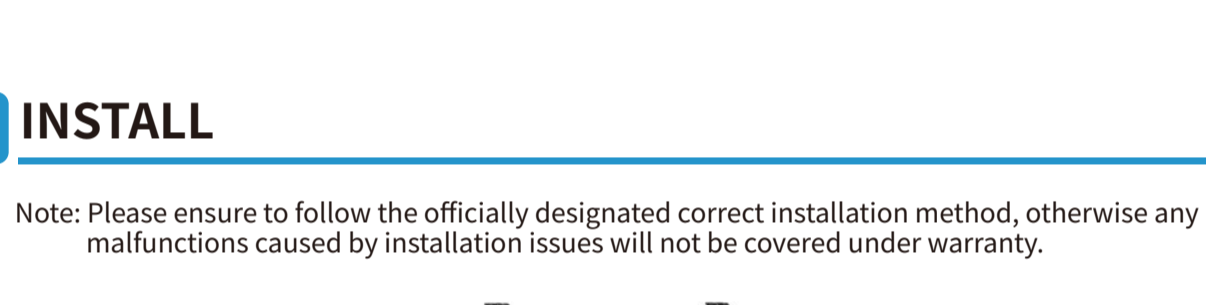 INSTALL
Note: Please ensure to follow the officially designated correct installation method, otherwise any
malfunctions caused by installation issues will not be covered under warranty.